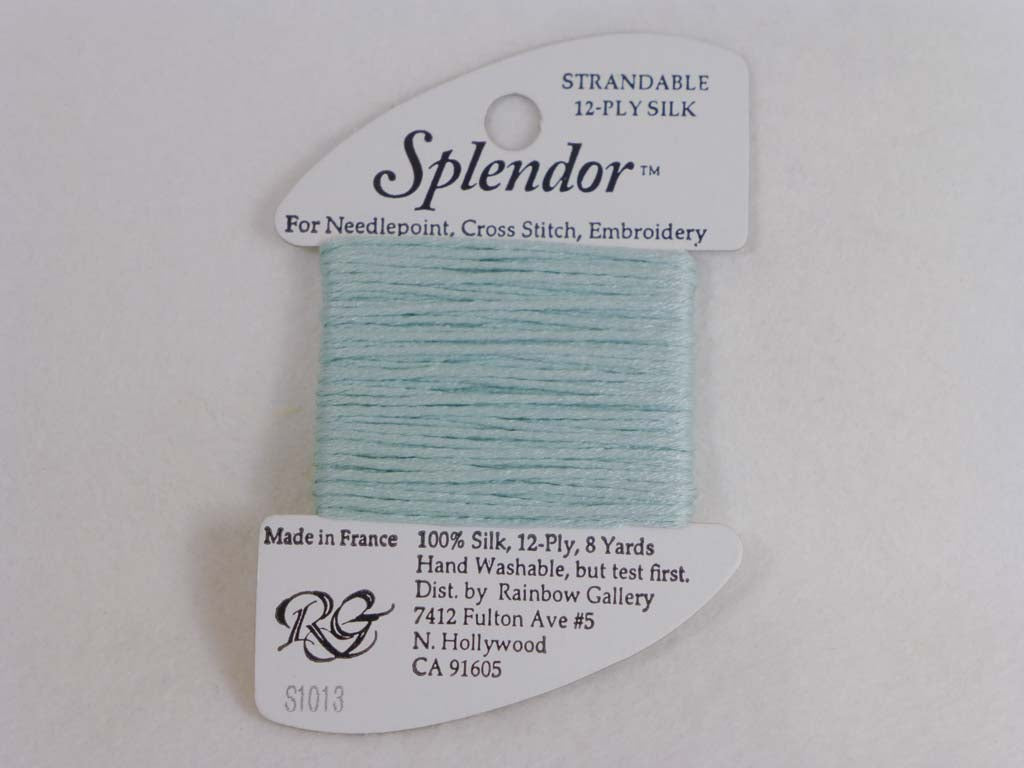 STRANDABLE
12-PLY SILK
Splendor™
For Needlepoint, Cross Stitch, Embroidery
Made in France
100% Silk, 12-Ply, 8 Yards
Hand Washable, but test first.
Dist. by Rainbow Gallery
7412 Fulton Ave #5
N. Hollywood
CA 91605
RG
S1013